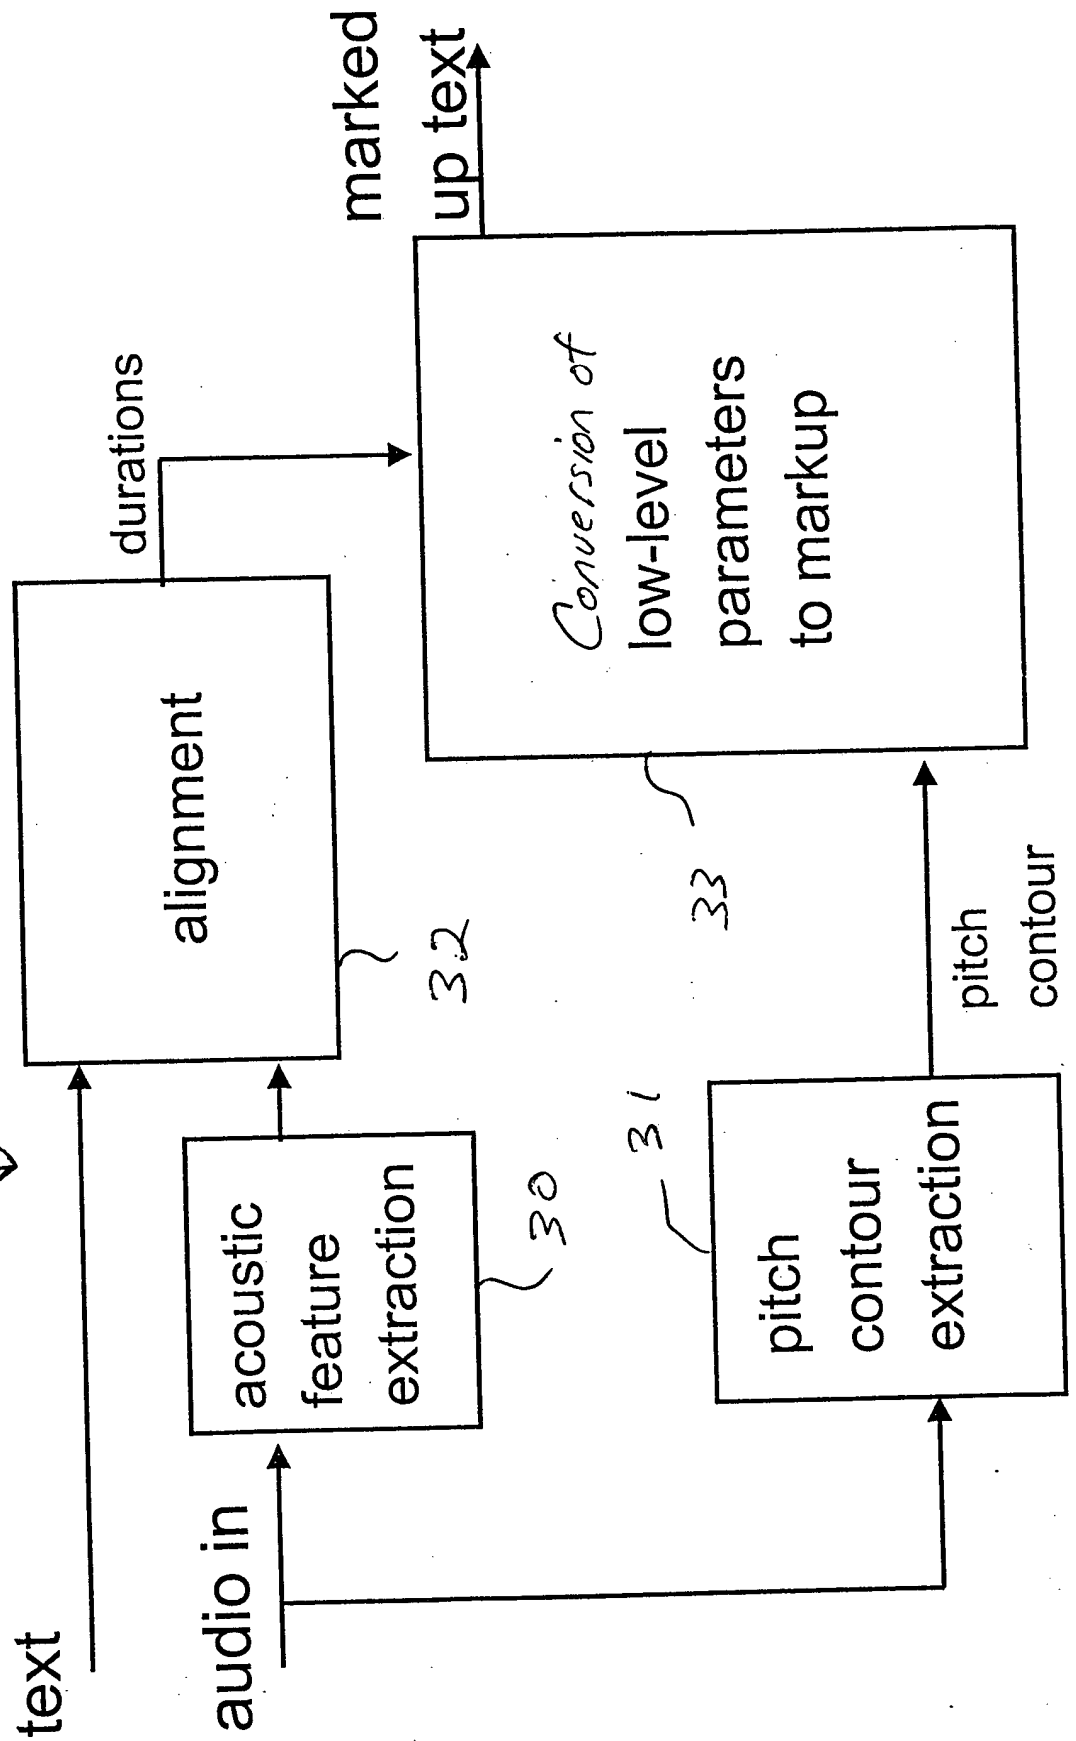 text
audio in
acoustic
feature
extraction
30
alignment
32
durations
pitch
contour
extraction
31
pitch
contour
Conversion of
low-level
parameters
to markup
33
marked
up text